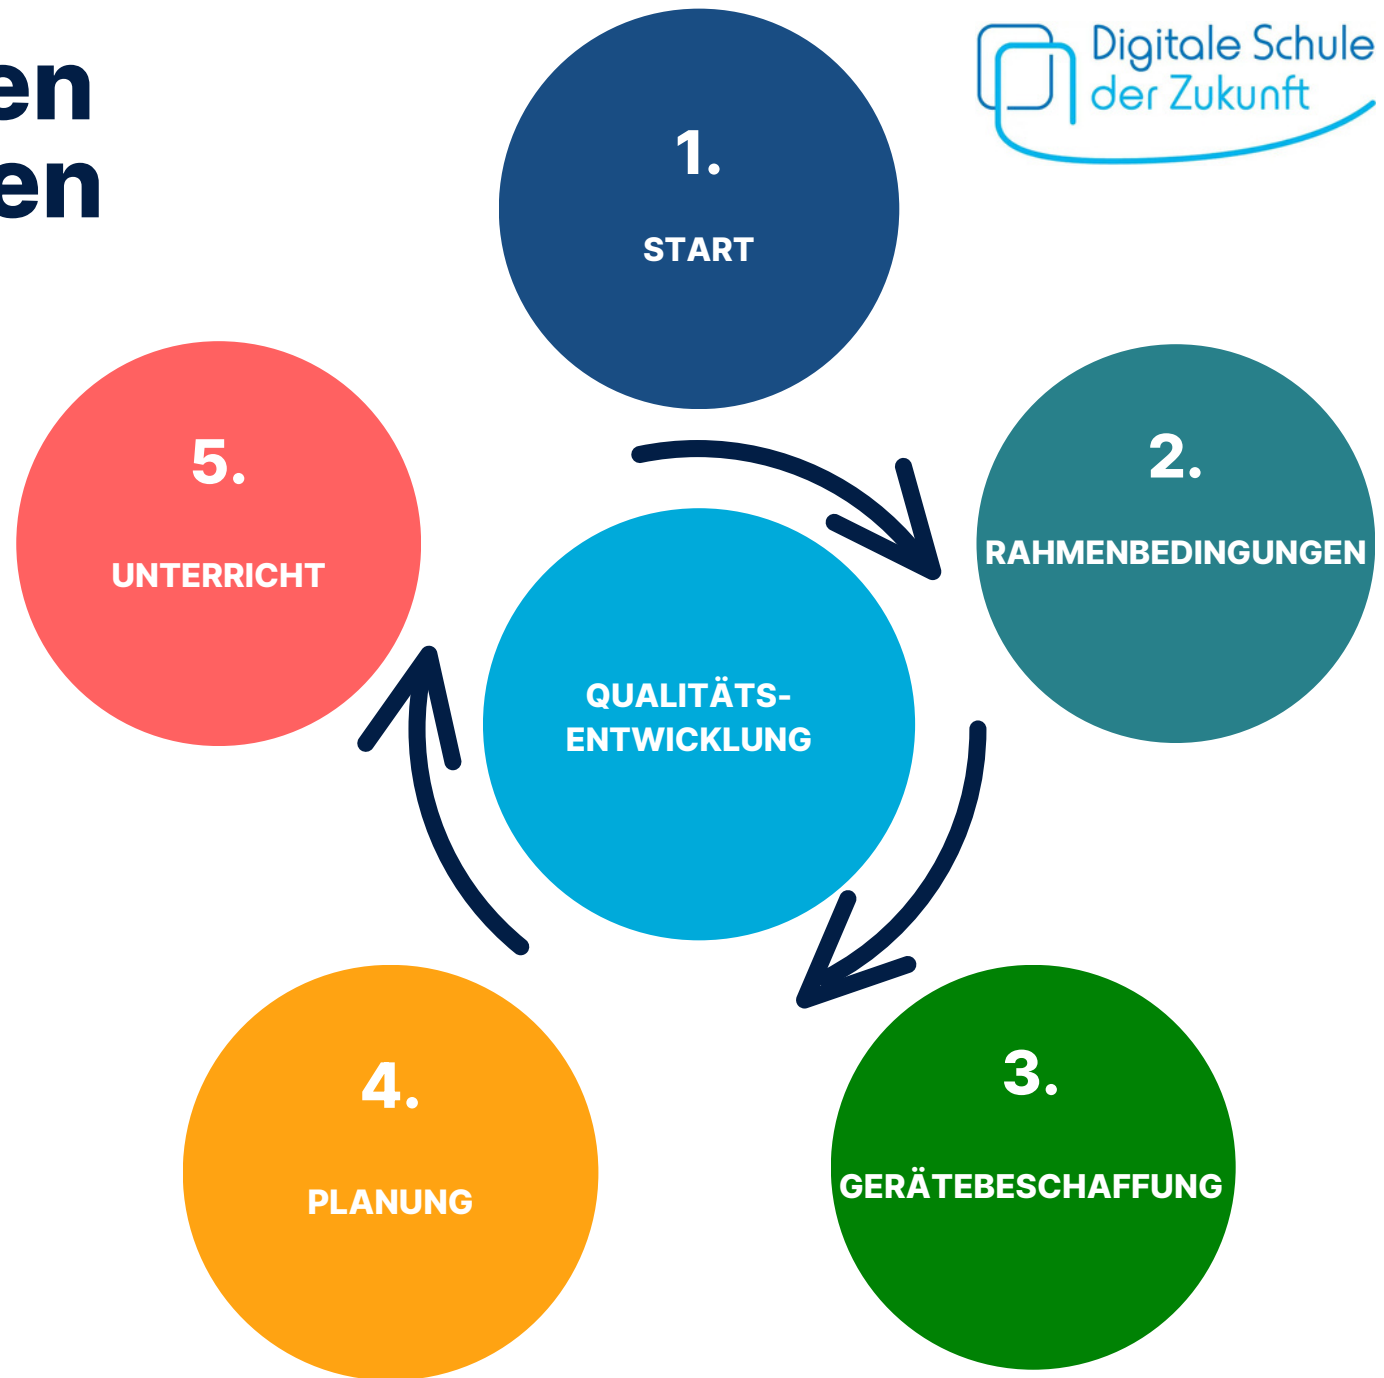 en
en
Digitale Schule
der Zukunft
1.
START
2.
RAHMENBEDINGUNGEN
3.
GERÄTEBESCHAFFUNG
4.
PLANUNG
5.
UNTERRICHT
QUALITÄTS-
ENTWICKLUNG